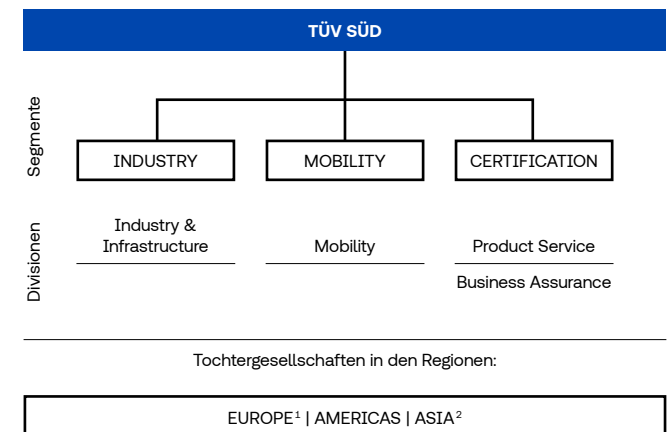 TÜV SÜD
Segmente
INDUSTRY
MOBILITY
CERTIFICATION
Divisionen
Industry &
Infrastructure
Mobility
Product Service
Business Assurance
Tochtergesellschaften in den Regionen:
EUROPE¹ | AMERICAS | ASIA²